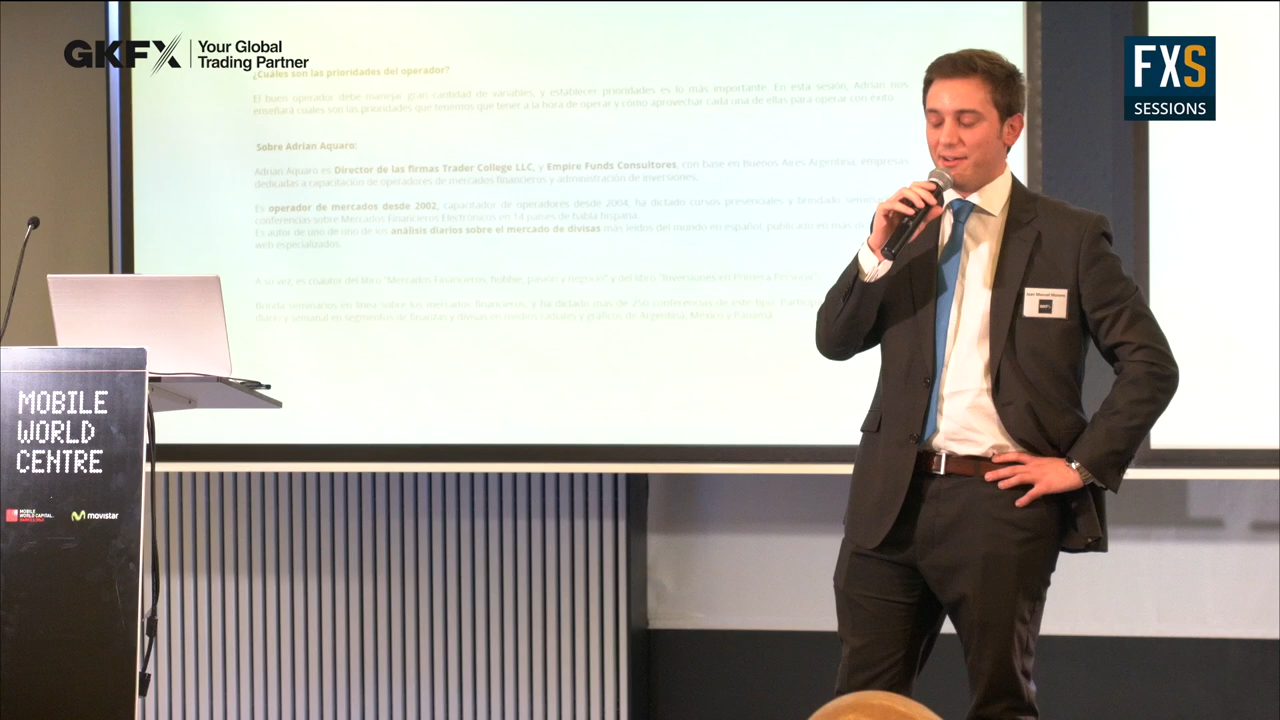 GKFX
Your Global
Trading Partner
FXS
SESSIONS
¿Cuáles son las prioridades del operador?
El buen operador debe manejar gran cantidad de variables, y establecer prioridades es lo más importante. En esta sesión, Adrián nos
enseñará cuales son las prioridades que tenemos que tener a la hora de operar y cómo aprovechar cada una de ellas para operar con éxito
Sobre Adrian Aquaro:
Adrian Aquaro es Director de las firmas Trader College LLC, y Empire Funds Consultores, con base en Buenos Aires Argentina, empresas
dedicadas a capacitación de operadores de mercados financieros y administración de inversiones.
Es operador de mercados desde 2002, capacitador de operadores desde 2004, ha dictado cursos presenciales y brindado
conferencias sobre Mercados Financieros Electrónicos en 14 países de habla hispana.
Es autor de uno de uno de los análisis diarios sobre el mercado de divisas más leídos del mundo en español, publicado en más de
web especializados.
A su vez, es coautor del libro "Mercados Financieros, hobbie, pasión y negocio" y del libro "Inversiones en Primera Persona"
Brinda seminarios en línea sobre los mercados financieros, y ha dictado más de 250 conferencias de este tipo.
diario y semanal en segmentos de finanzas y divisas en medios radiales y gráficos de Argentina, México y Panamá.
MOBILE
WORLD
CENTRE
MOBILE
WORLD CAPITAL
BARCELONA
movistar